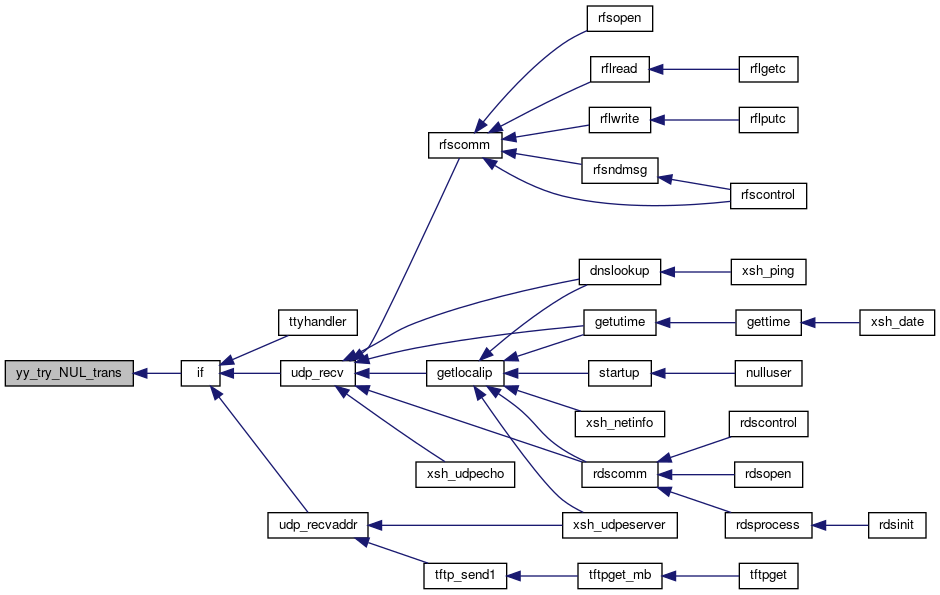 rfsopen
rflread
rflgetc
rflwrite
rflputc
rfscomm
rfsndmsg
rfscontrol
dnslookup
xsh_ping
ttyhandler
getutime
gettime
xsh_date
yy_try_NUL_trans
if
udp_recv
getlocalip
startup
nulluser
xsh_netinfo
rdscontrol
xsh_udpecho
rdscomm
rdsopen
udp_recvaddr
xsh_udpeserver
rdsprocess
rdsinit
tftp_send1
tftpget_mb
tftpget